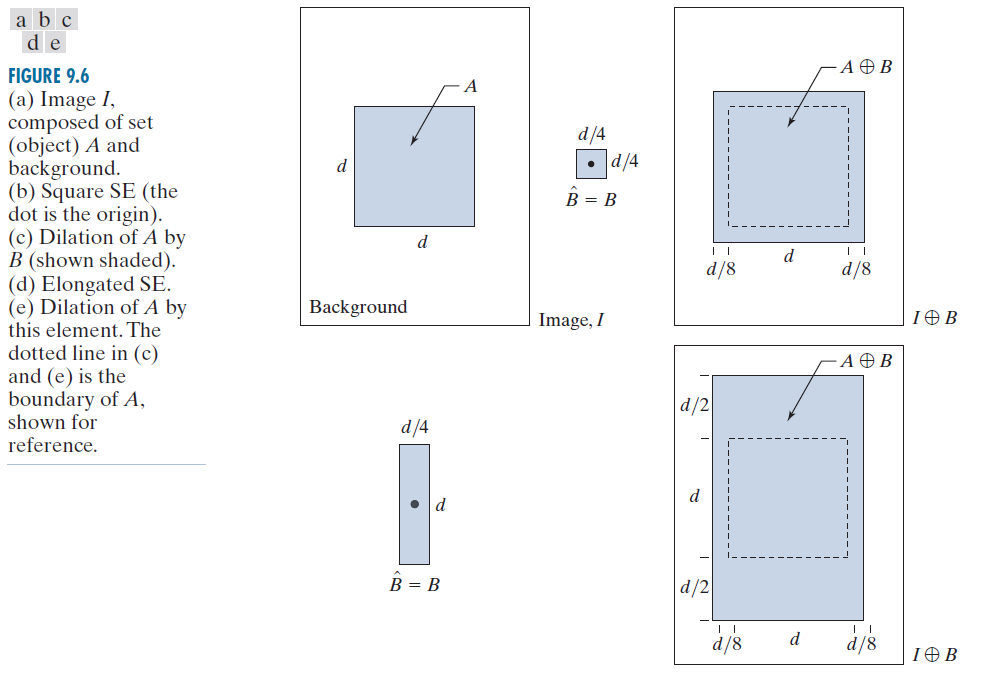 a b c
d e
FIGURE 9.6
(a) Image I,
composed of set
(object) A and
background.
(b) Square SE (the
dot is the origin).
(c) Dilation of A by
B (shown shaded).
(d) Elongated SE.
(e) Dilation of A by
this element. The
dotted line in (c)
and (e) is the
boundary of A,
shown for
reference.
A
d
d
Background
Image, I
d/4
d/4
B̂ = B
A ⊕ B
d/8
d
d/8
I ⊕ B
d/4
d
B̂ = B
A ⊕ B
d/2
d
d/2
d/8
d
d/8
I ⊕ B